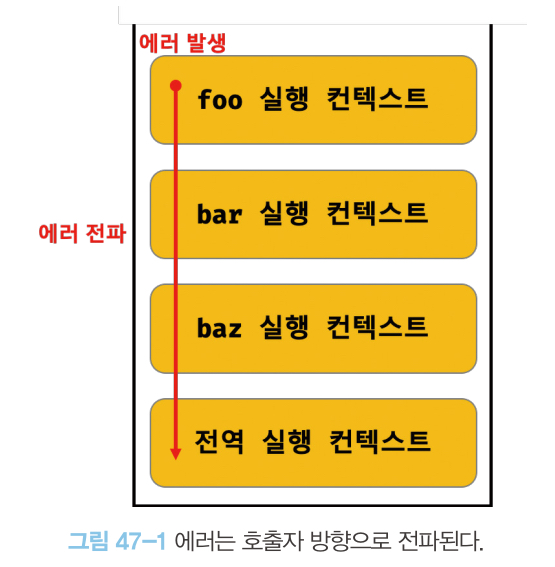 에러 발생
foo 실행 컨텍스트
bar 실행 컨텍스트
에러 전파
baz 실행 컨텍스트
전역 실행 컨텍스트
그림 47-1 에러는 호출자 방향으로 전파된다.